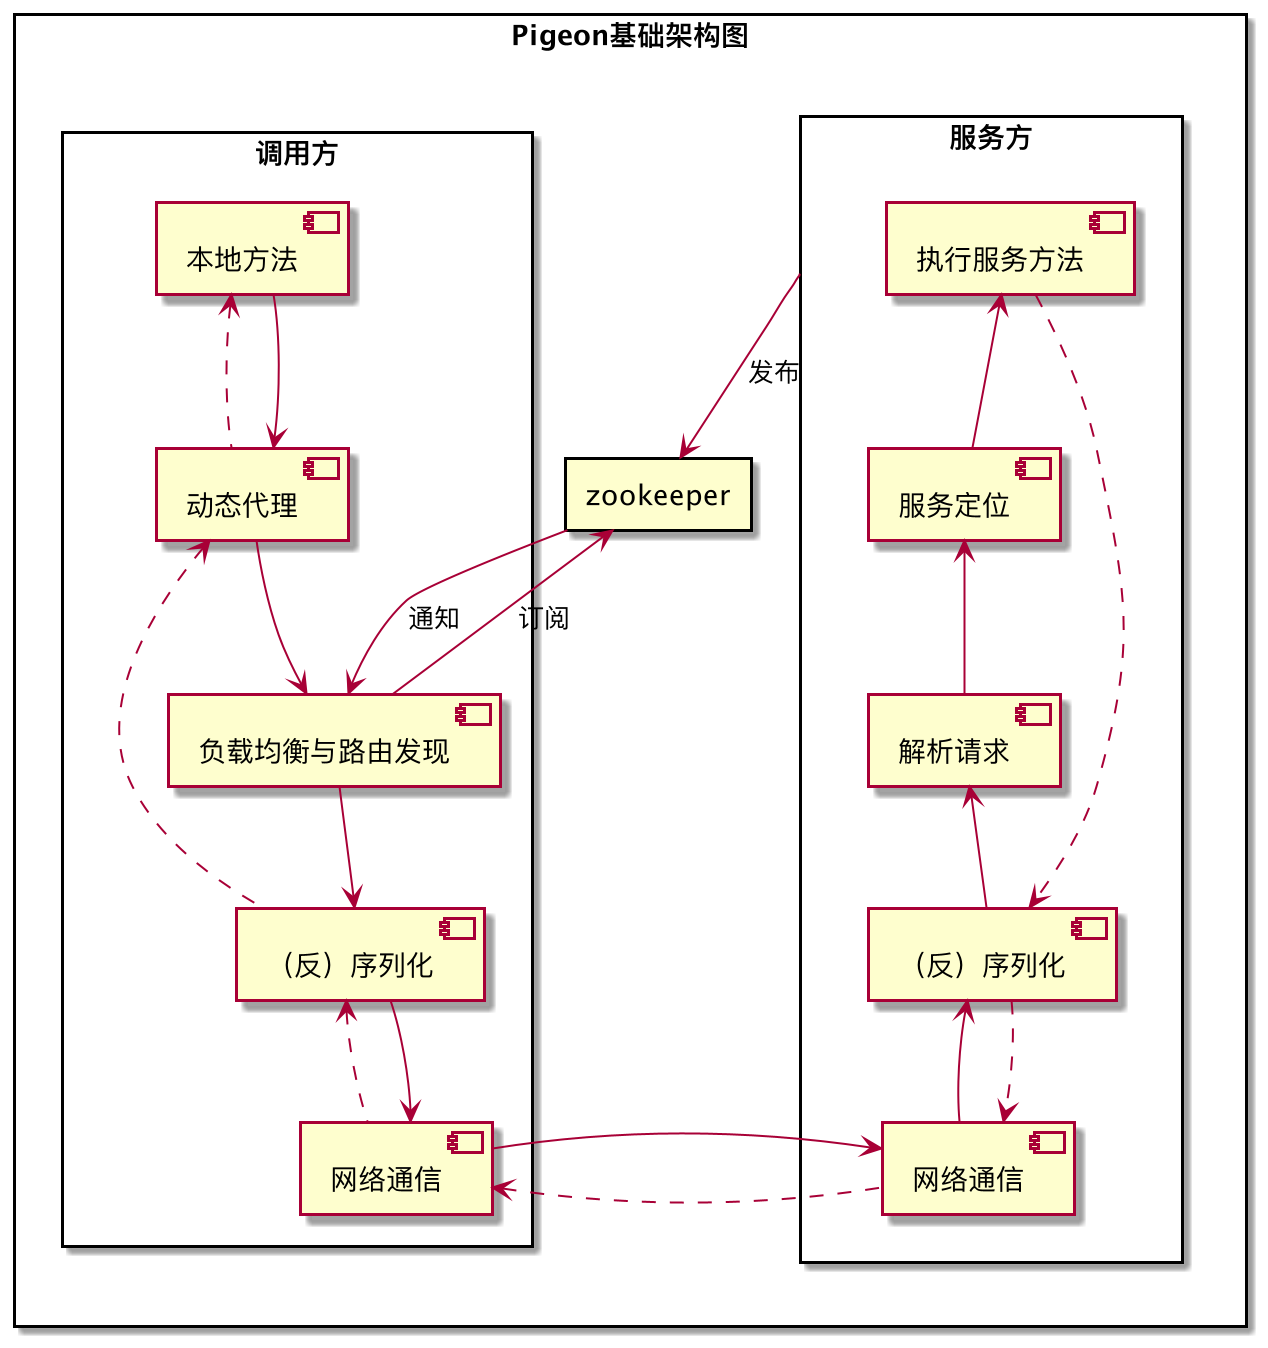 Pigeon基础架构图
调用方
本地方法
动态代理
负载均衡与路由发现
（反）序列化
网络通信
通知
订阅
zookeeper
发布
服务方
执行服务方法
服务定位
解析请求
（反）序列化
网络通信